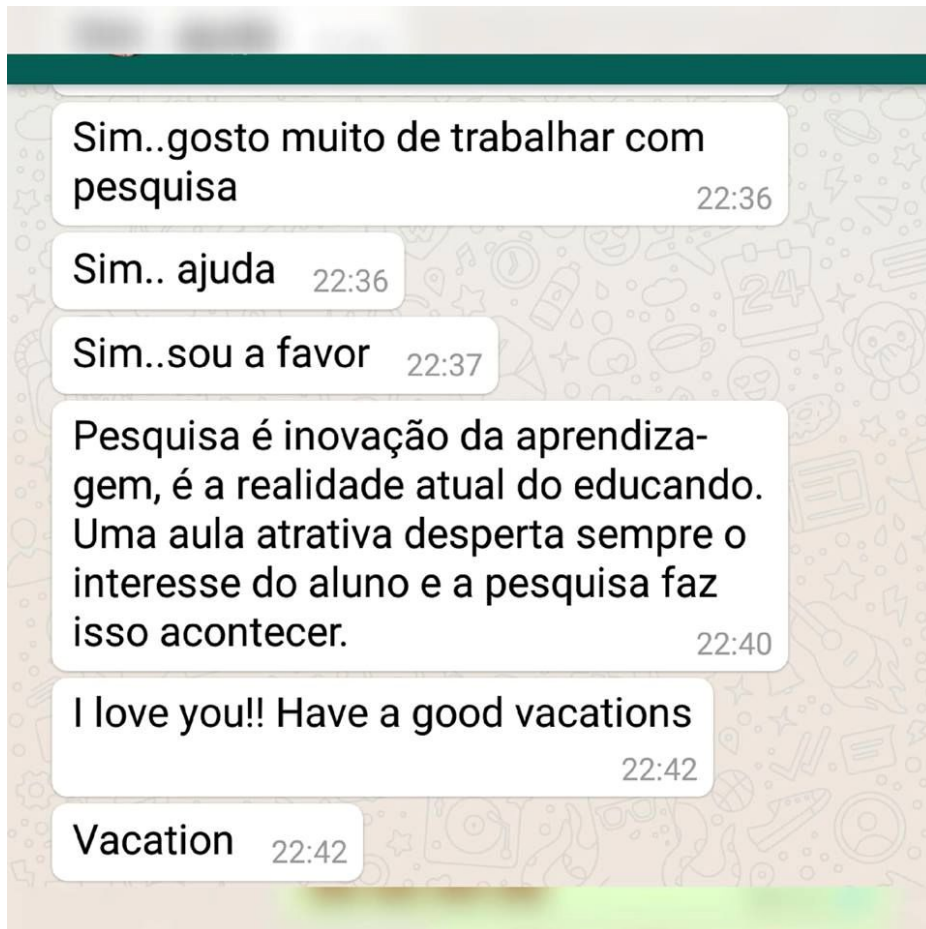 Sim..gosto muito de trabalhar com
pesquisa
22:36
Sim.. ajuda 22:36
Sim..sou a favor 22:37
Pesquisa é inovação da aprendiza-
gem, é a realidade atual do educando.
Uma aula atrativa desperta sempre o
interesse do aluno e a pesquisa faz
isso acontecer.
22:40
I love you!! Have a good vacations
22:42
Vacation 22:42